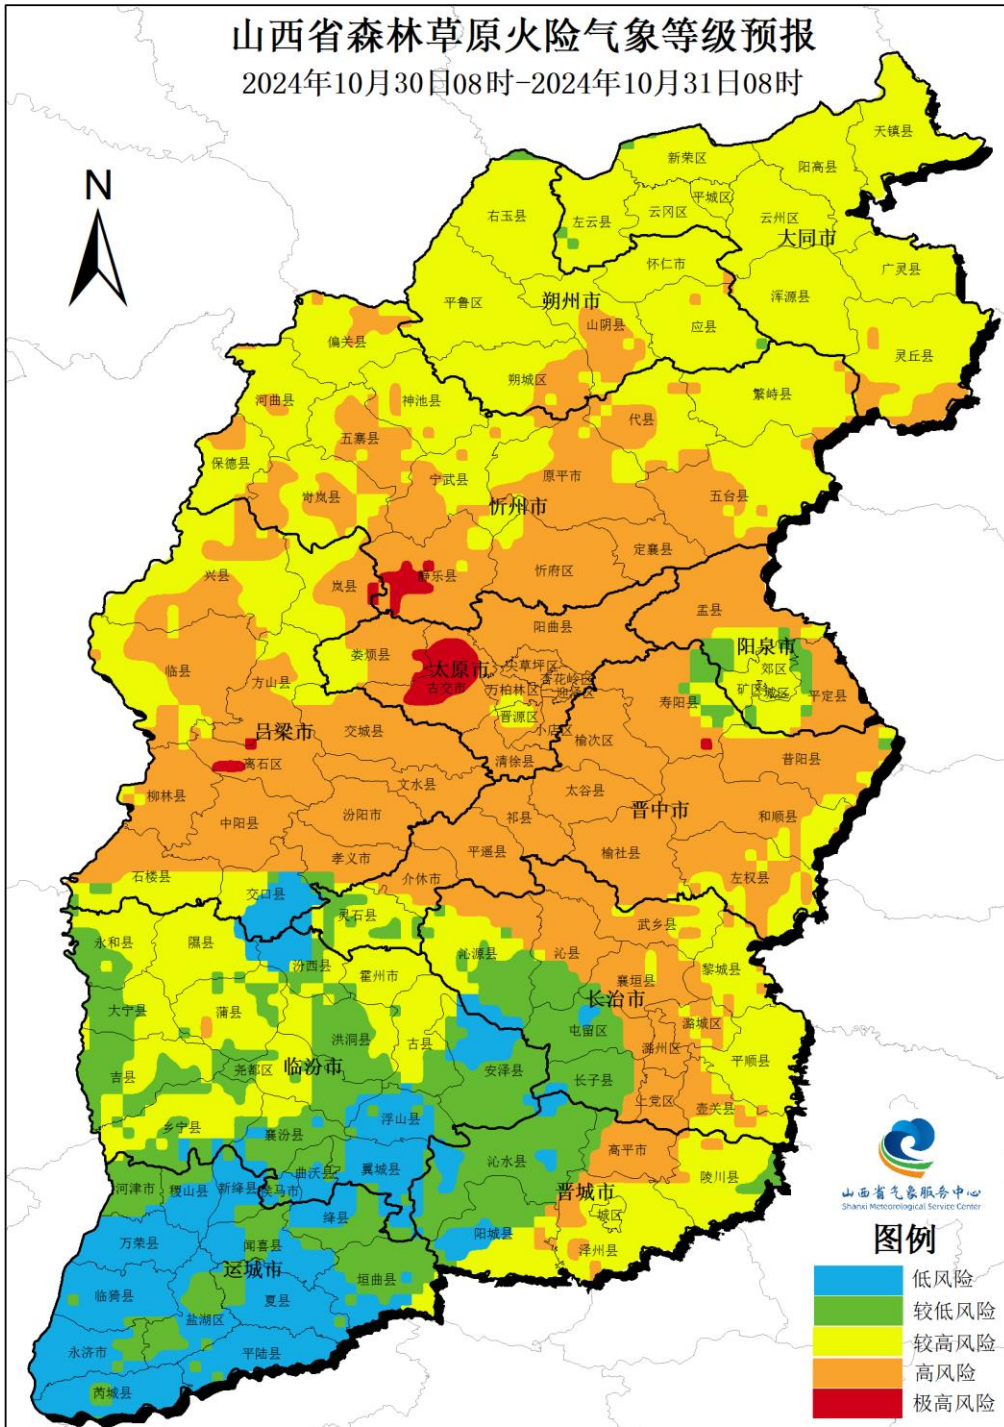 山西省森林草原火险气象等级预报
2024年10月30日08时-2024年10月31日08时
N
天镇县
新荣区
阳高县
平城区
右玉县
左云县
云冈区
云州区
大同市
怀仁市
广灵县
平鲁区
朔州市
浑源县
山阴县
应县
偏关县
灵丘县
朔城区
繁峙县
河曲县
神池县
代县
五寨县
保德县
宁武县
原平市
岢岚县
五台县
忻州市
定襄县
兴县
岚县
静乐县
忻府区
盂县
阳曲县
阳泉市
娄烦县
太原市
尖草坪区
郊区
临县
方山县
古交市
万柏林区
杏花岭区
迎泽区
矿区
城区
平定县
寿阳县
晋源区
吕梁市
交城县
小店区
榆次区
离石区
清徐县
昔阳县
柳林县
文水县
太谷县
晋中市
中阳县
汾阳市
祁县
和顺县
孝义市
平遥县
榆社县
石楼县
介休市
左权县
交口县
灵石县
武乡县
永和县
隰县
沁源县
沁县
汾西县
霍州市
襄垣县
黎城县
大宁县
蒲县
长治市
洪洞县
古县
屯留区
潞城区
潞州区
平顺县
吉县
尧都区
临汾市
安泽县
长子县
上党区
壶关县
乡宁县
襄汾县
浮山县
高平市
曲沃县
翼城县
沁水县
陵川县
河津市
稷山县
新绛县
侯马市
晋城市
绛县
城区
万荣县
闻喜县
阳城县
泽州县
运城市
垣曲县
临猗县
夏县
盐湖区
永济市
平陆县
芮城县
山西省气象服务中心
Shanxi Meteorological Service Center
图例
低风险
较低风险
较高风险
高风险
极高风险